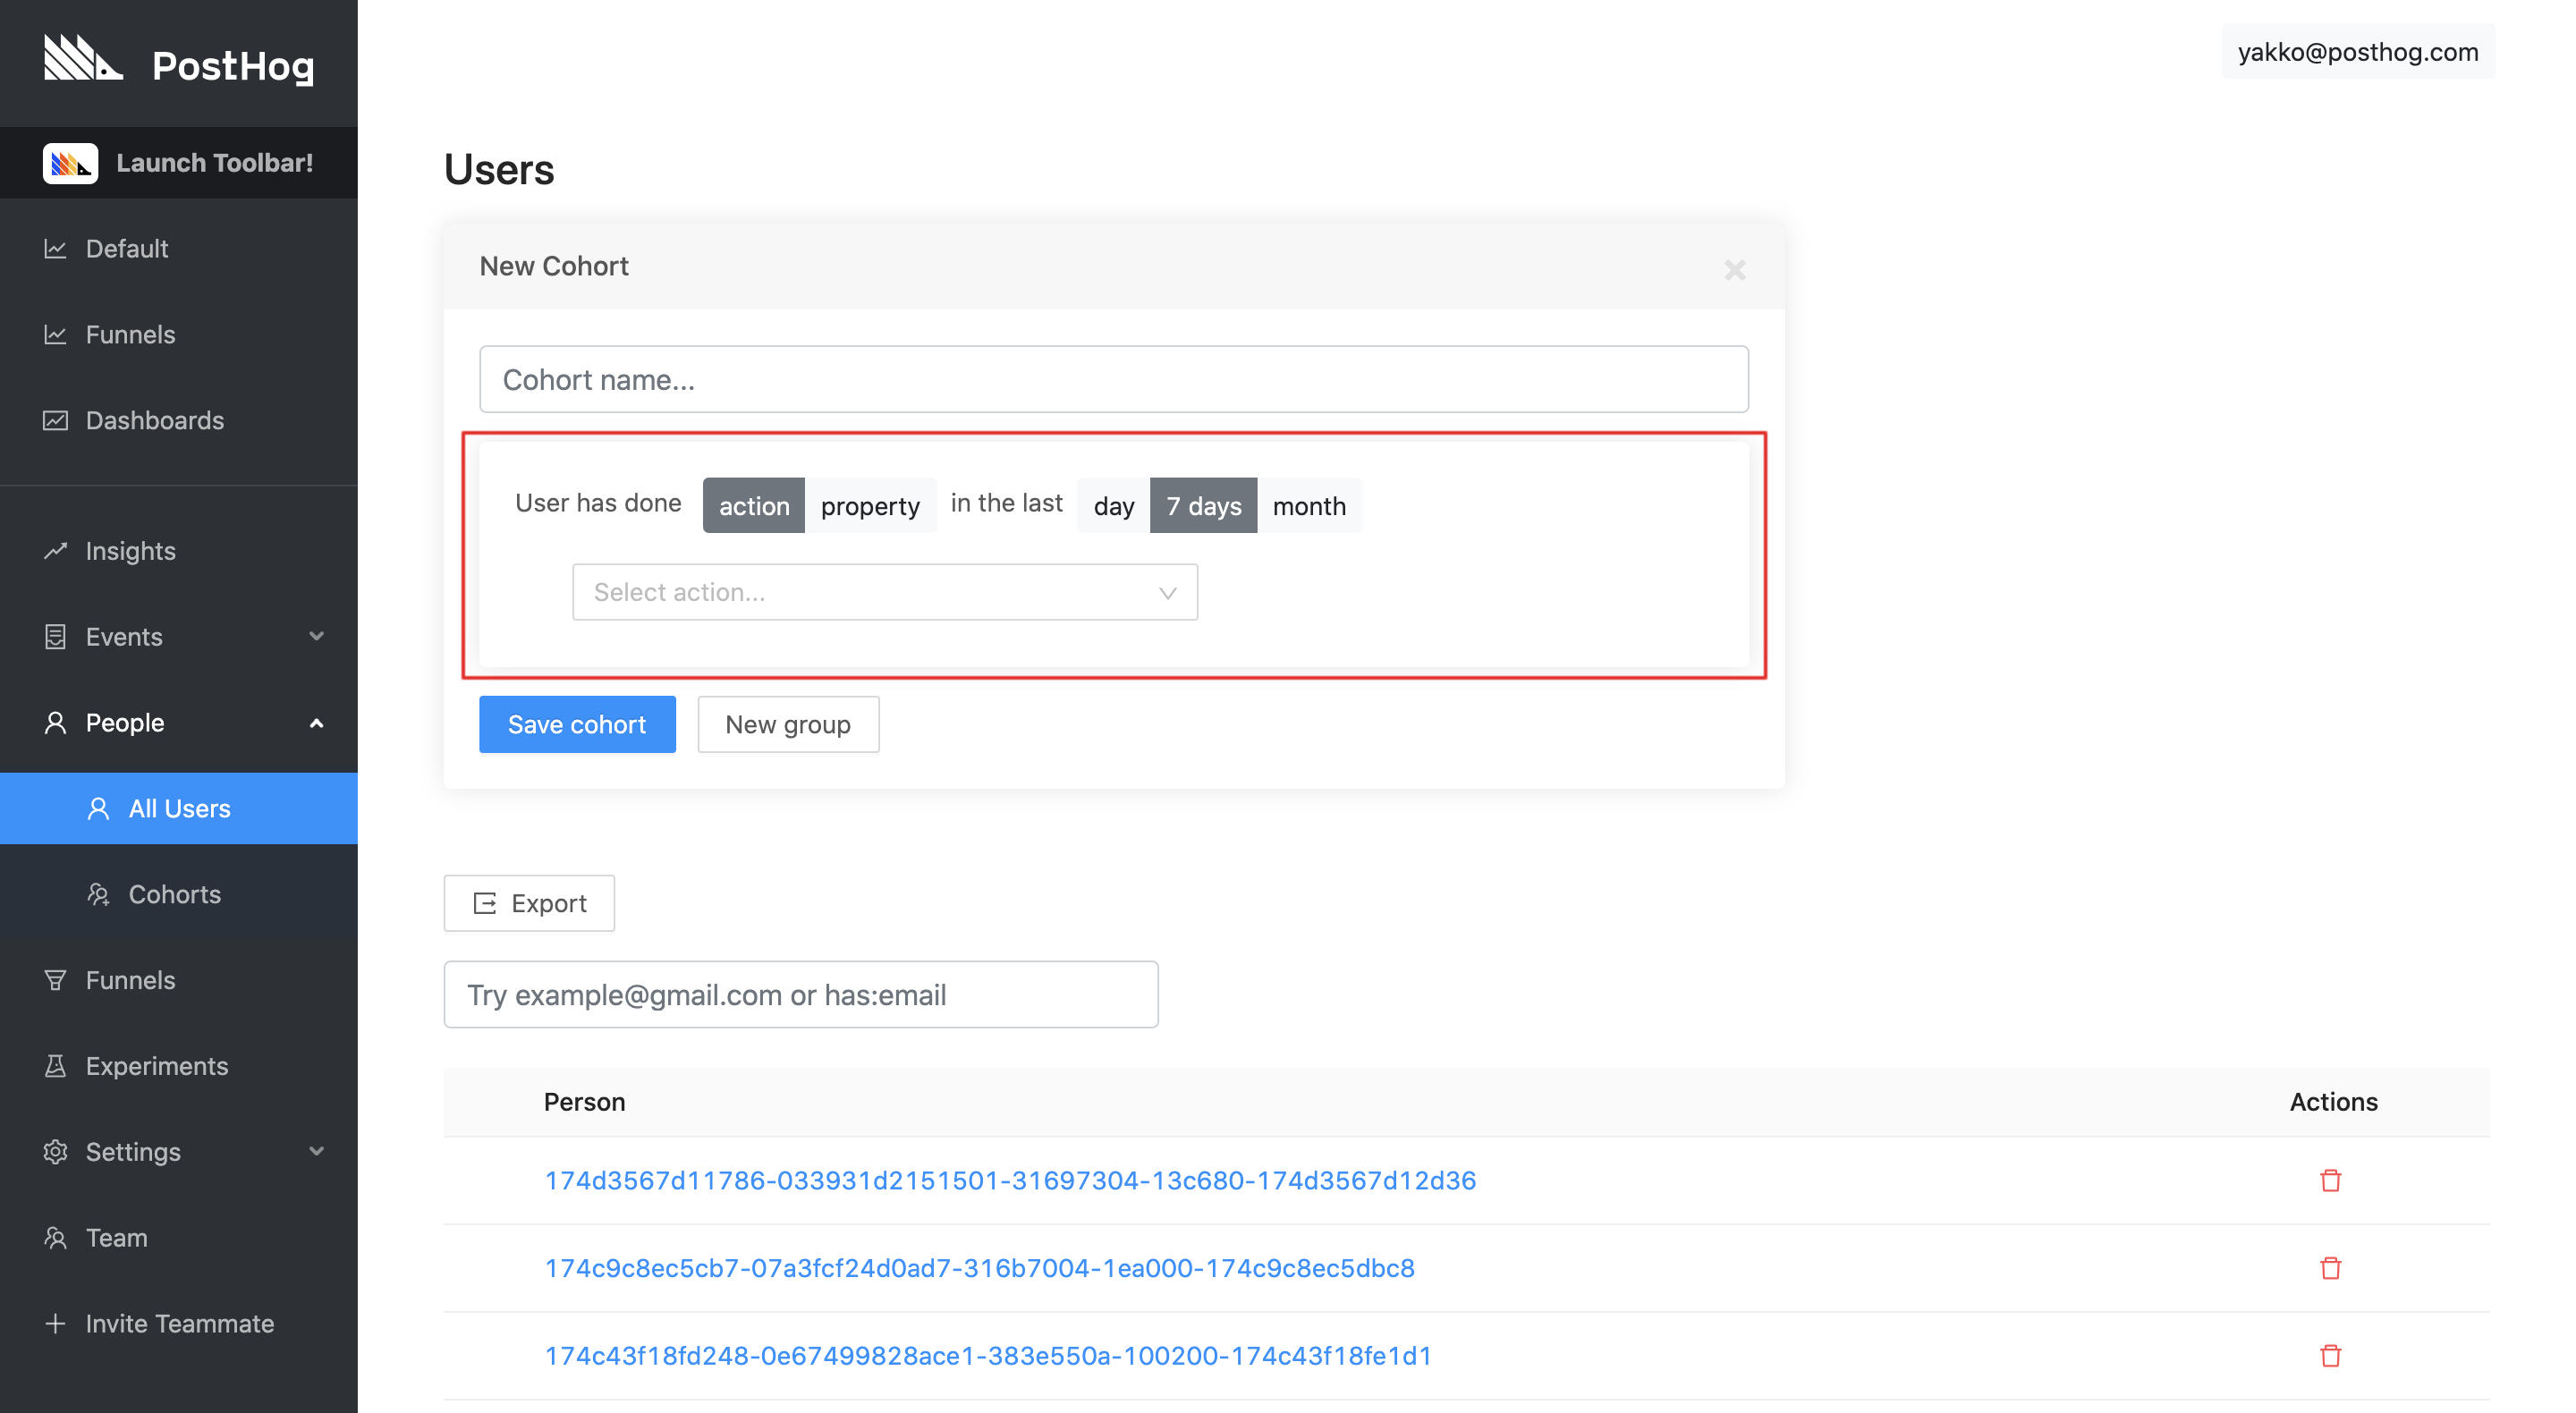 PostHog
Launch Toolbar!
Default
Funnels
Dashboards
Insights
Events
People
All Users
Cohorts
Funnels
Experiments
Settings
Team
Invite Teammate
yakko@posthog.com
Users
New Cohort
Cohort name...
User has done action property in the last day 7 days month
Select action...
Save cohort New group
Export
Try example@gmail.com or has:email
Person Actions
174d3567d11786-033931d2151501-31697304-13c680-174d3567d12d36
174c9c8ec5cb7-07a3fcf24d0ad7-316b7004-1ea000-174c9c8ec5dbc8
174c43f18fd248-0e67499828ace1-383e550a-100200-174c43f18fe1d1